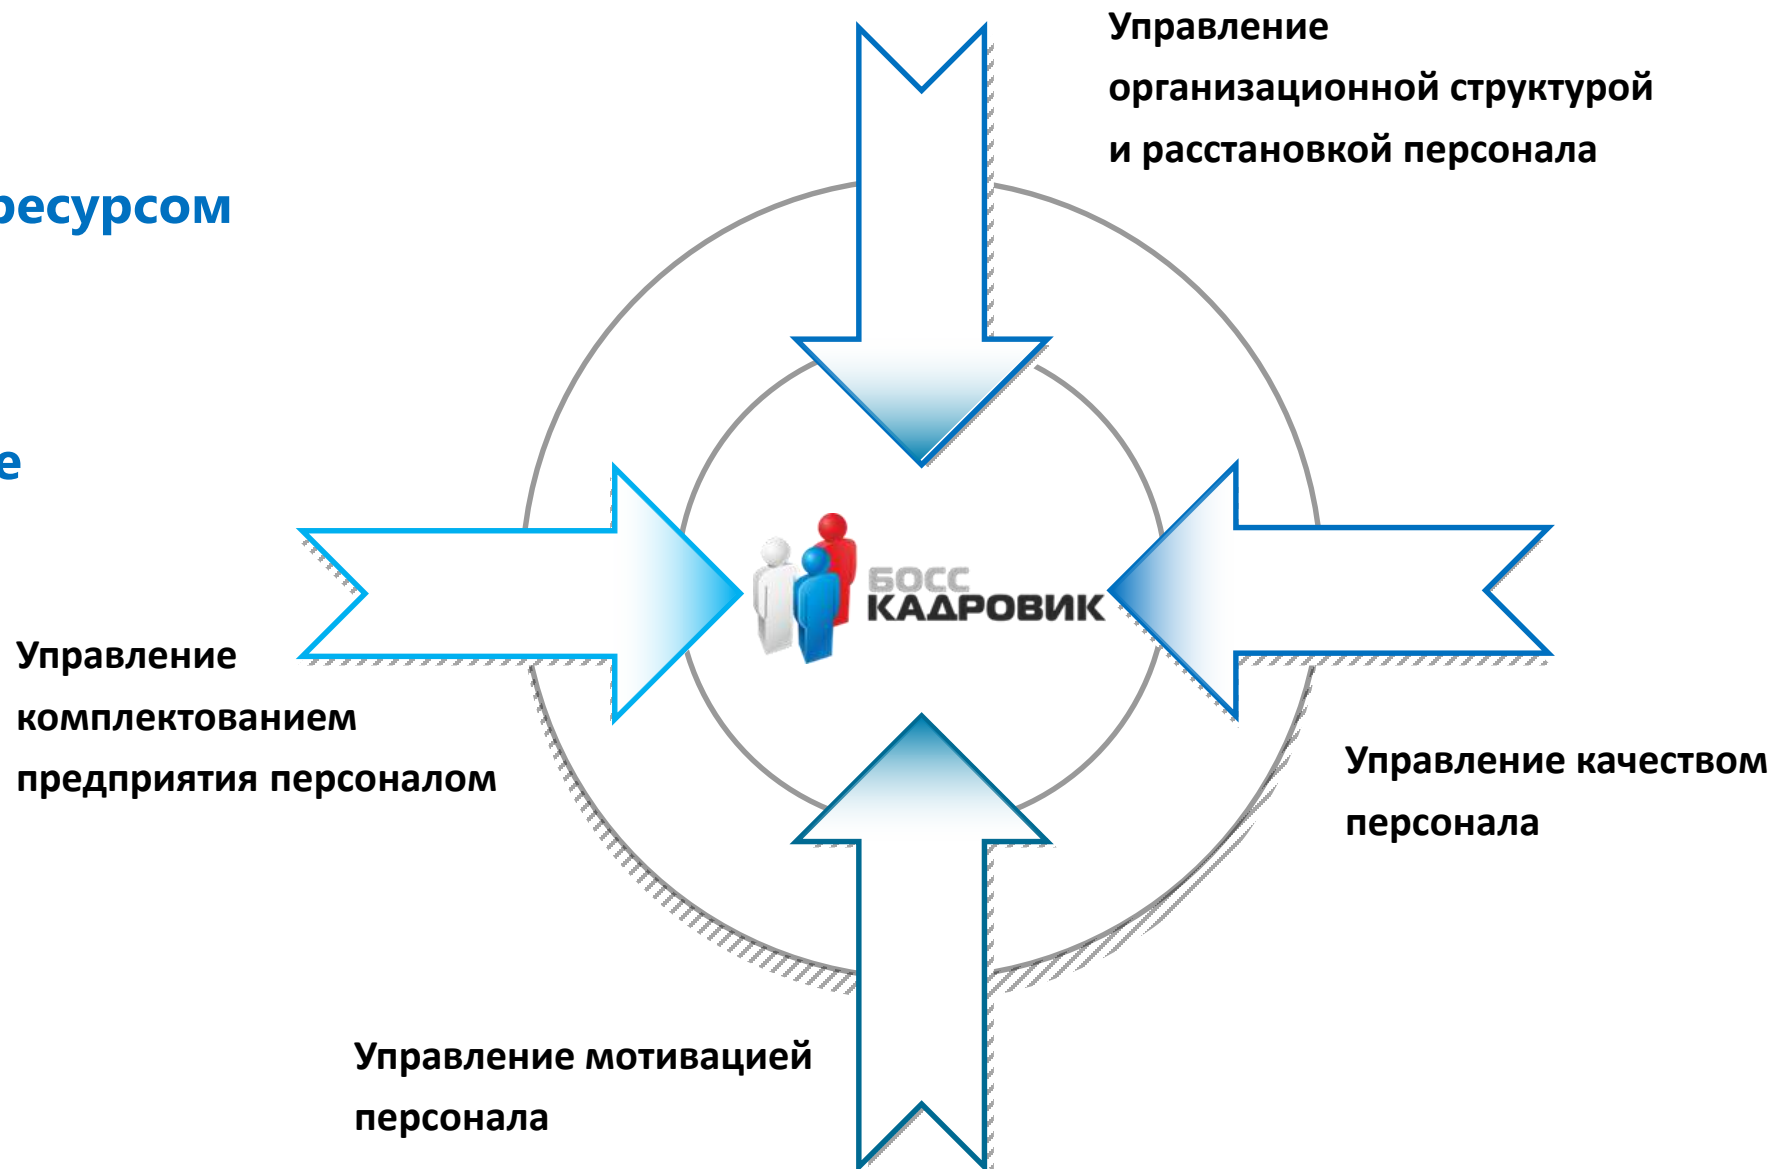 Управление
организационной структурой
и расстановкой персонала
ресурсом
е
БОСС
КАДРОВИК
Управление
комплектованием
предприятия персоналом
Управление качеством
персонала
Управление мотивацией
персонала